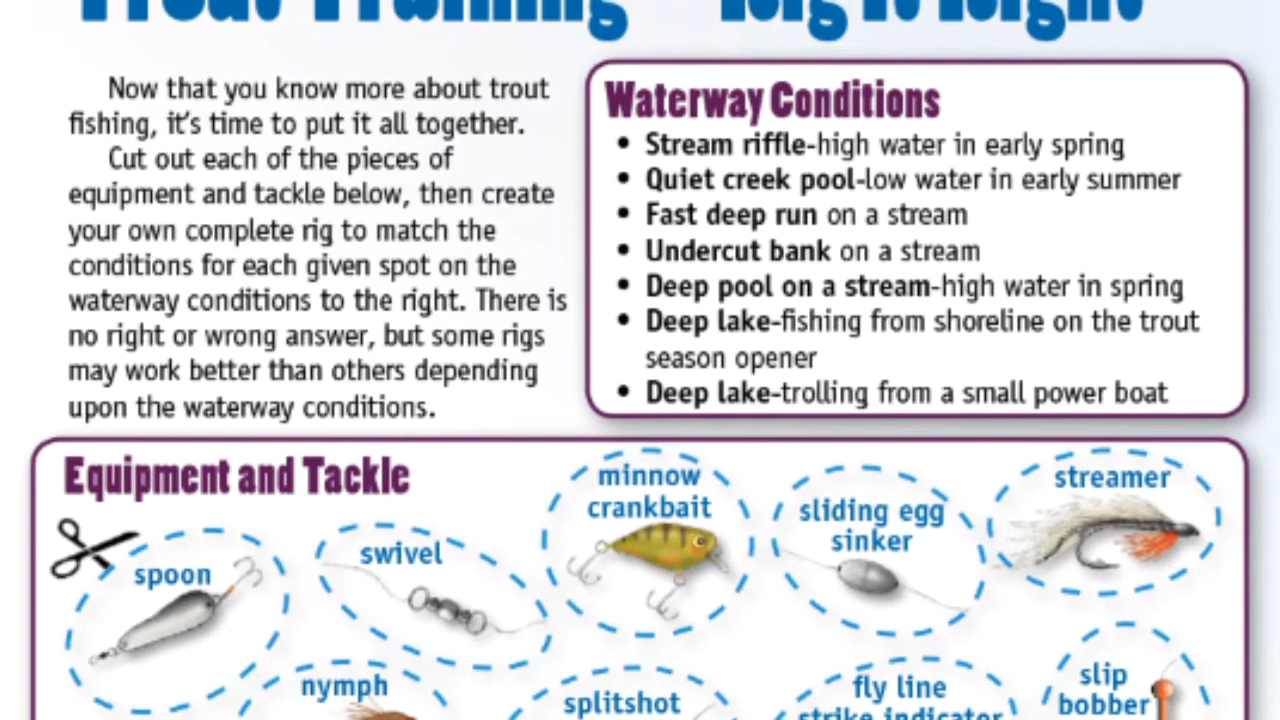 Trout Training
Rig It Right
Now that you know more about trout
fishing, it's time to put it all together.
Cut out each of the pieces of
equipment and tackle below, then create
your own complete rig to match the
conditions for each given spot on the
waterway conditions to the right. There is
no right or wrong answer, but some rigs
may work better than others depending
upon the waterway conditions.
Waterway Conditions
• Stream riffle-high water in early spring
• Quiet creek pool-low water in early summer
• Fast deep run on a stream
• Undercut bank on a stream
• Deep pool on a stream-high water in spring
• Deep lake-fishing from shoreline on the trout
season opener
• Deep lake-trolling from a small power boat
Equipment and Tackle
spoon
swivel
minnow
crankbait
sliding egg
sinker
streamer
nymph
splitshot
fly line
strike indicator
slip
bobber